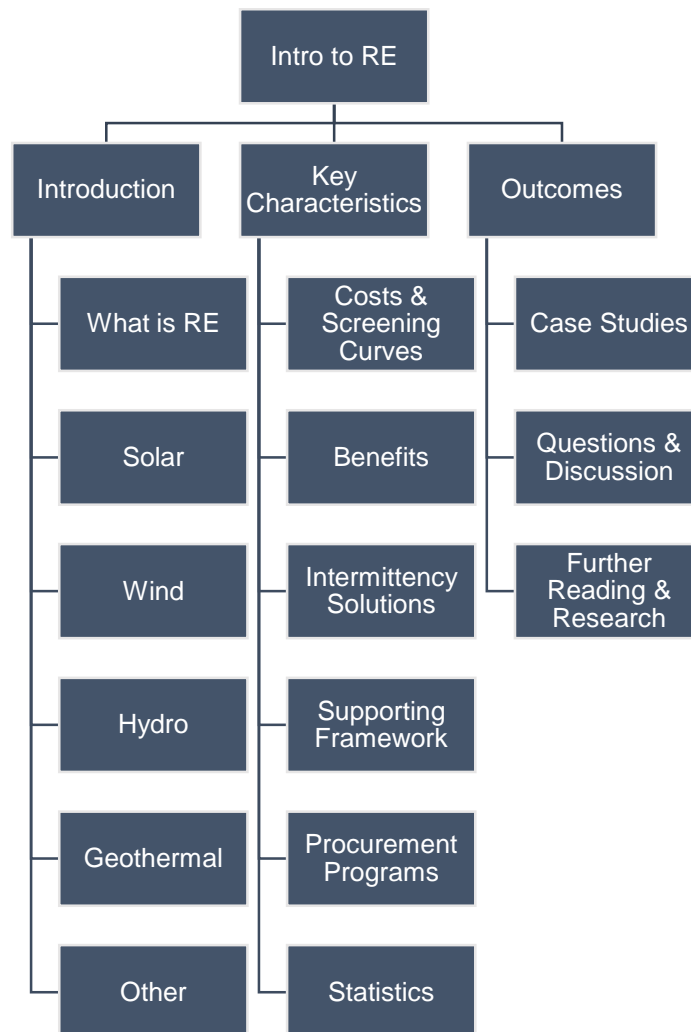 Intro to RE
Introduction
What is RE
Solar
Wind
Hydro
Geothermal
Other
Key
Characteristics
Costs &
Screening
Curves
Benefits
Intermittency
Solutions
Supporting
Framework
Procurement
Programs
Statistics
Outcomes
Case Studies
Questions &
Discussion
Further
Reading &
Research